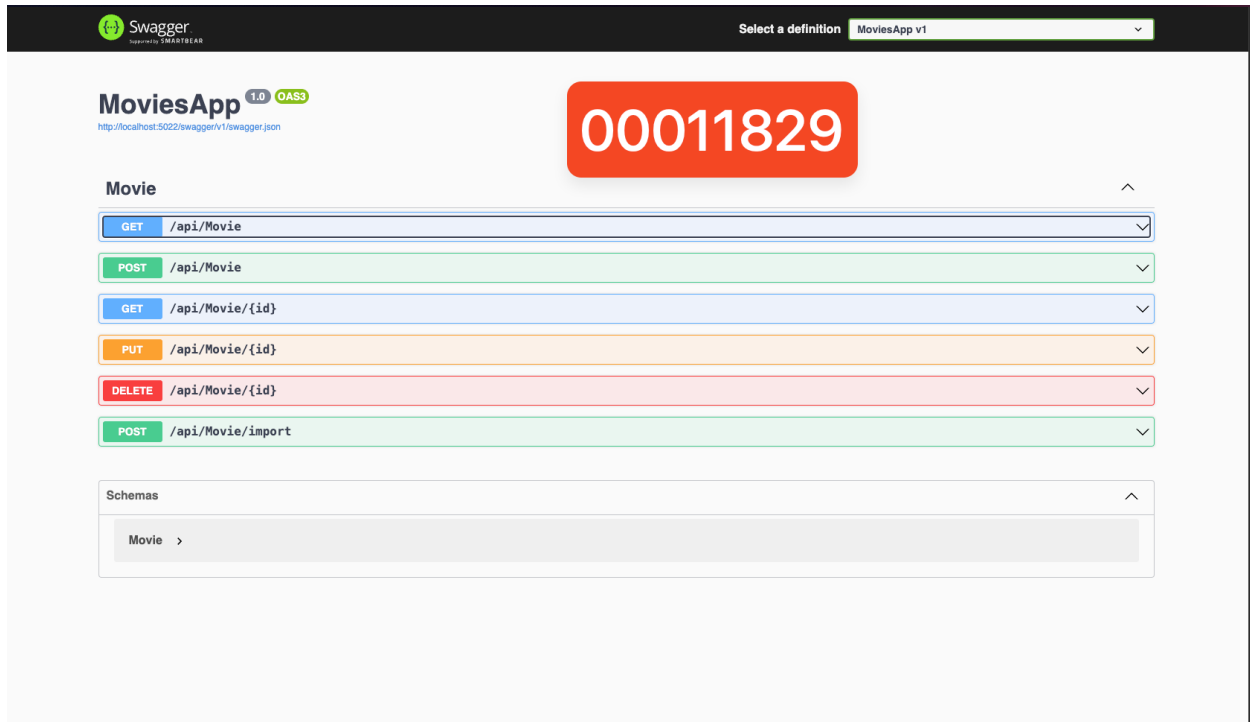 Swagger
Supported by SMARTBEAR
Select a definition
MoviesApp v1
MoviesApp 1.0 OAS3
http://localhost:5022/swagger/v1/swagger.json
00011829
Movie
GET /api/Movie
POST /api/Movie
GET /api/Movie/{id}
PUT /api/Movie/{id}
DELETE /api/Movie/{id}
POST /api/Movie/import
Schemas
Movie